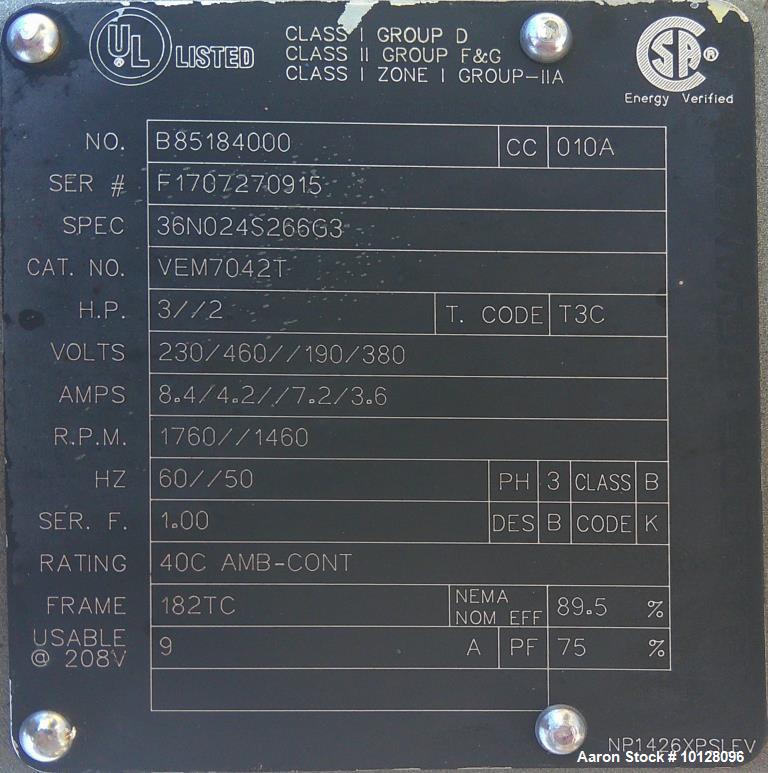 UL ® LISTED
CLASS I GROUP D
CLASS II GROUP F&G
CLASS I ZONE I GROUP-IIA
SA ®
Energy Verified
NO. B85184000 CC 010A
SER # F1707270915
SPEC 36N024S266G3
CAT. NO. VEM7042T
H.P. 3//2 T. CODE T3C
VOLTS 230/460//190/380
AMPS 8.4/4.2//7.2/3.6
R.P.M. 1760//1460
HZ 60//50 PH 3 CLASS B
SER. F. 1.00 DES B CODE K
RATING 40C AMB-CONT
FRAME 182TC NEMA NOM EFF 89.5 %
USABLE @ 208V 9 A PF 75 %
NP1426XPSLEV
Aaron Stock # 10128096